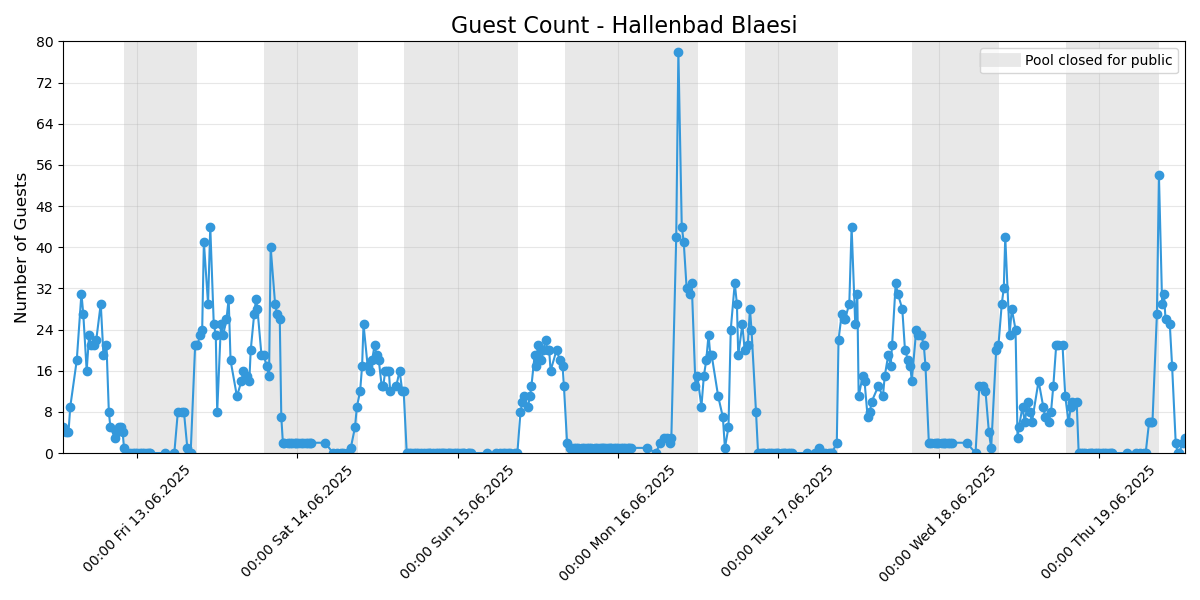 Guest Count - Hallenbad Blaesi
Pool closed for public
Number of Guests
80
72
64
56
48
40
32
24
16
8
0
00:00 Fri 13.06.2025
00:00 Sat 14.06.2025
00:00 Sun 15.06.2025
00:00 Mon 16.06.2025
00:00 Tue 17.06.2025
00:00 Wed 18.06.2025
00:00 Thu 19.06.2025